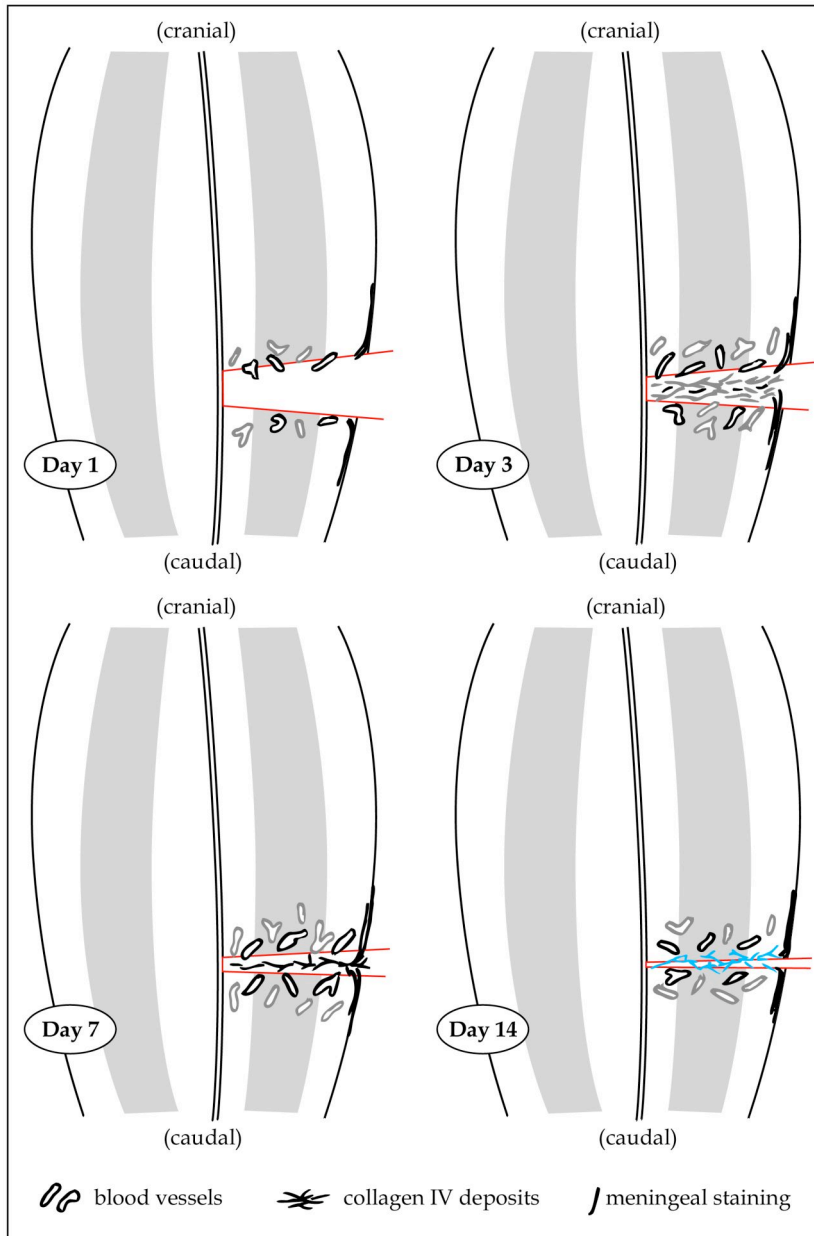 (cranial)
(cranial)
Day 1
Day 3
(caudal)
(caudal)
(cranial)
(cranial)
Day 7
Day 14
(caudal)
(caudal)
blood vessels
collagen IV deposits
meningeal staining